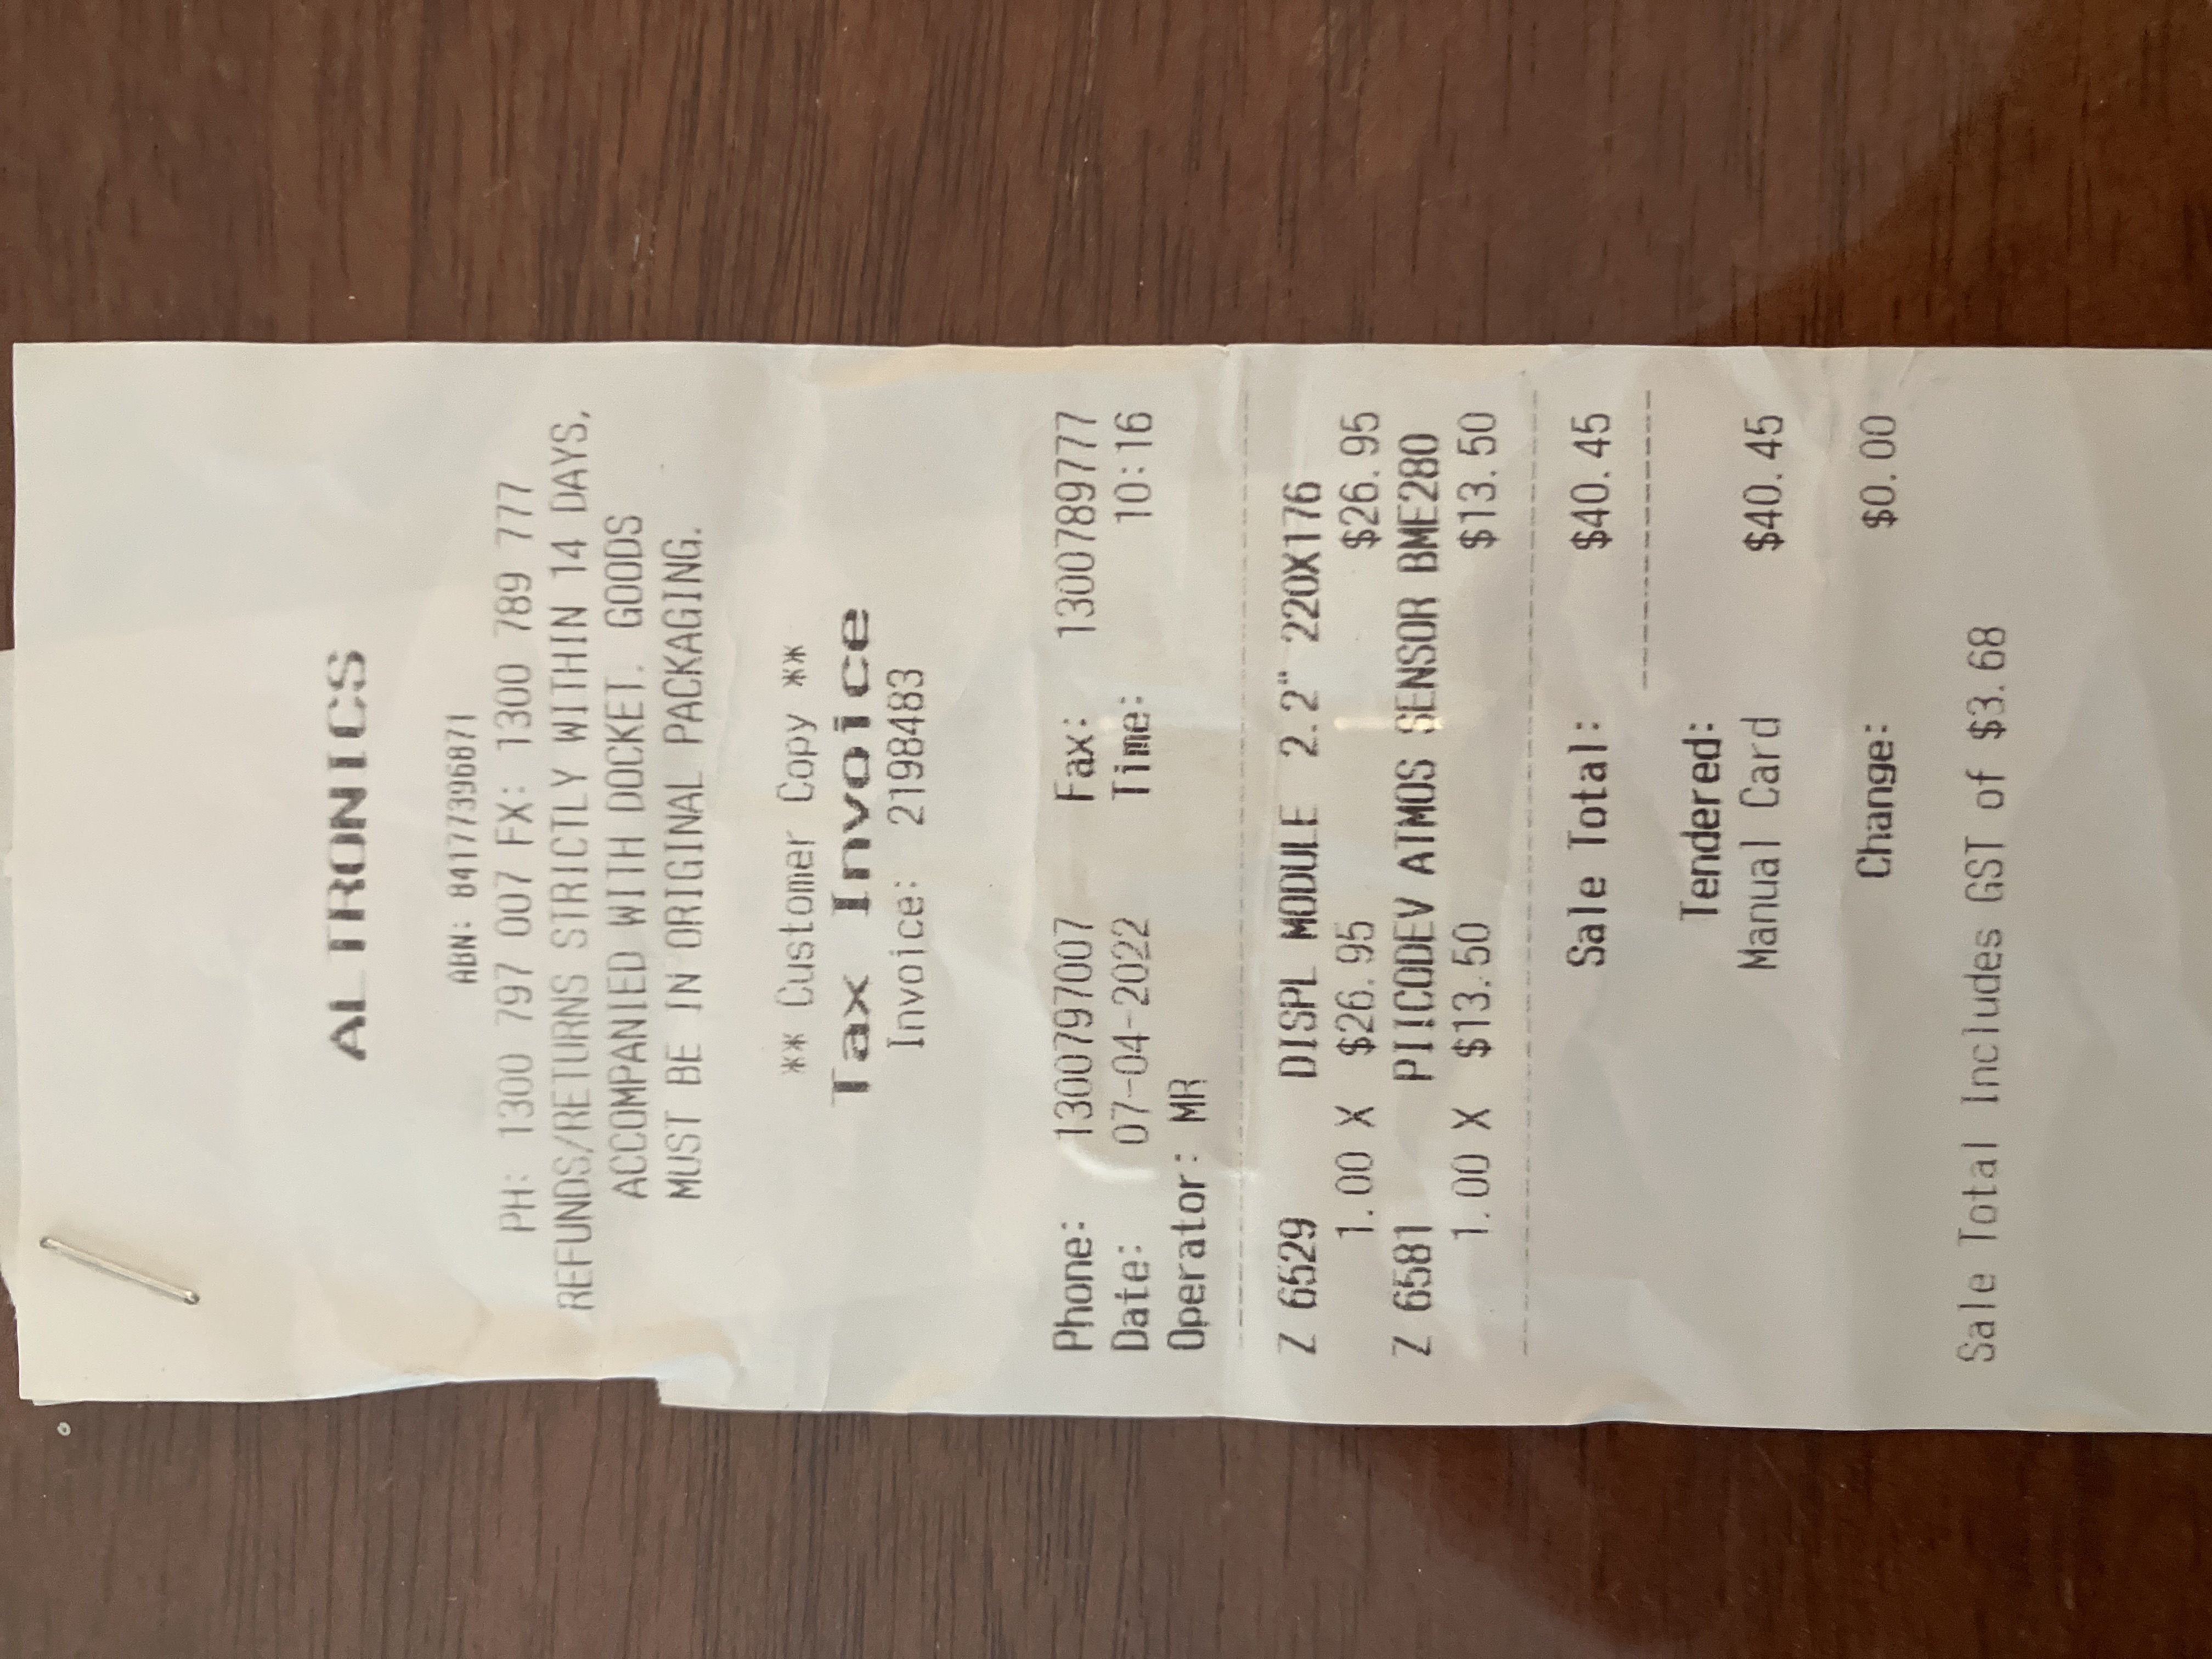 ALTRONICS
ABN: 84177396871
PH: 1300 797 007 FX: 1300 789 777
REFUNDS/RETURNS STRICTLY WITHIN 14 DAYS,
ACCOMPANIED WITH DOCKET. GOODS
MUST BE IN ORIGINAL PACKAGING.
** Customer Copy **
Tax Invoice
Invoice: 2198483
Phone: 1300797007 Fax: 1300789777
Date: 07-04-2022 Time: 10:16
Operator: MR
Z 6529 DISPL MODULE 2.2" 220X176
1.00 X $26.95 $26.95
Z 6581 PIICODEV ATMOS SENSOR BME280
1.00 X $13.50 $13.50
Sale Total: $40.45
Tendered:
Manual Card $40.45
Change: $0.00
Sale Total Includes GST of $3.68